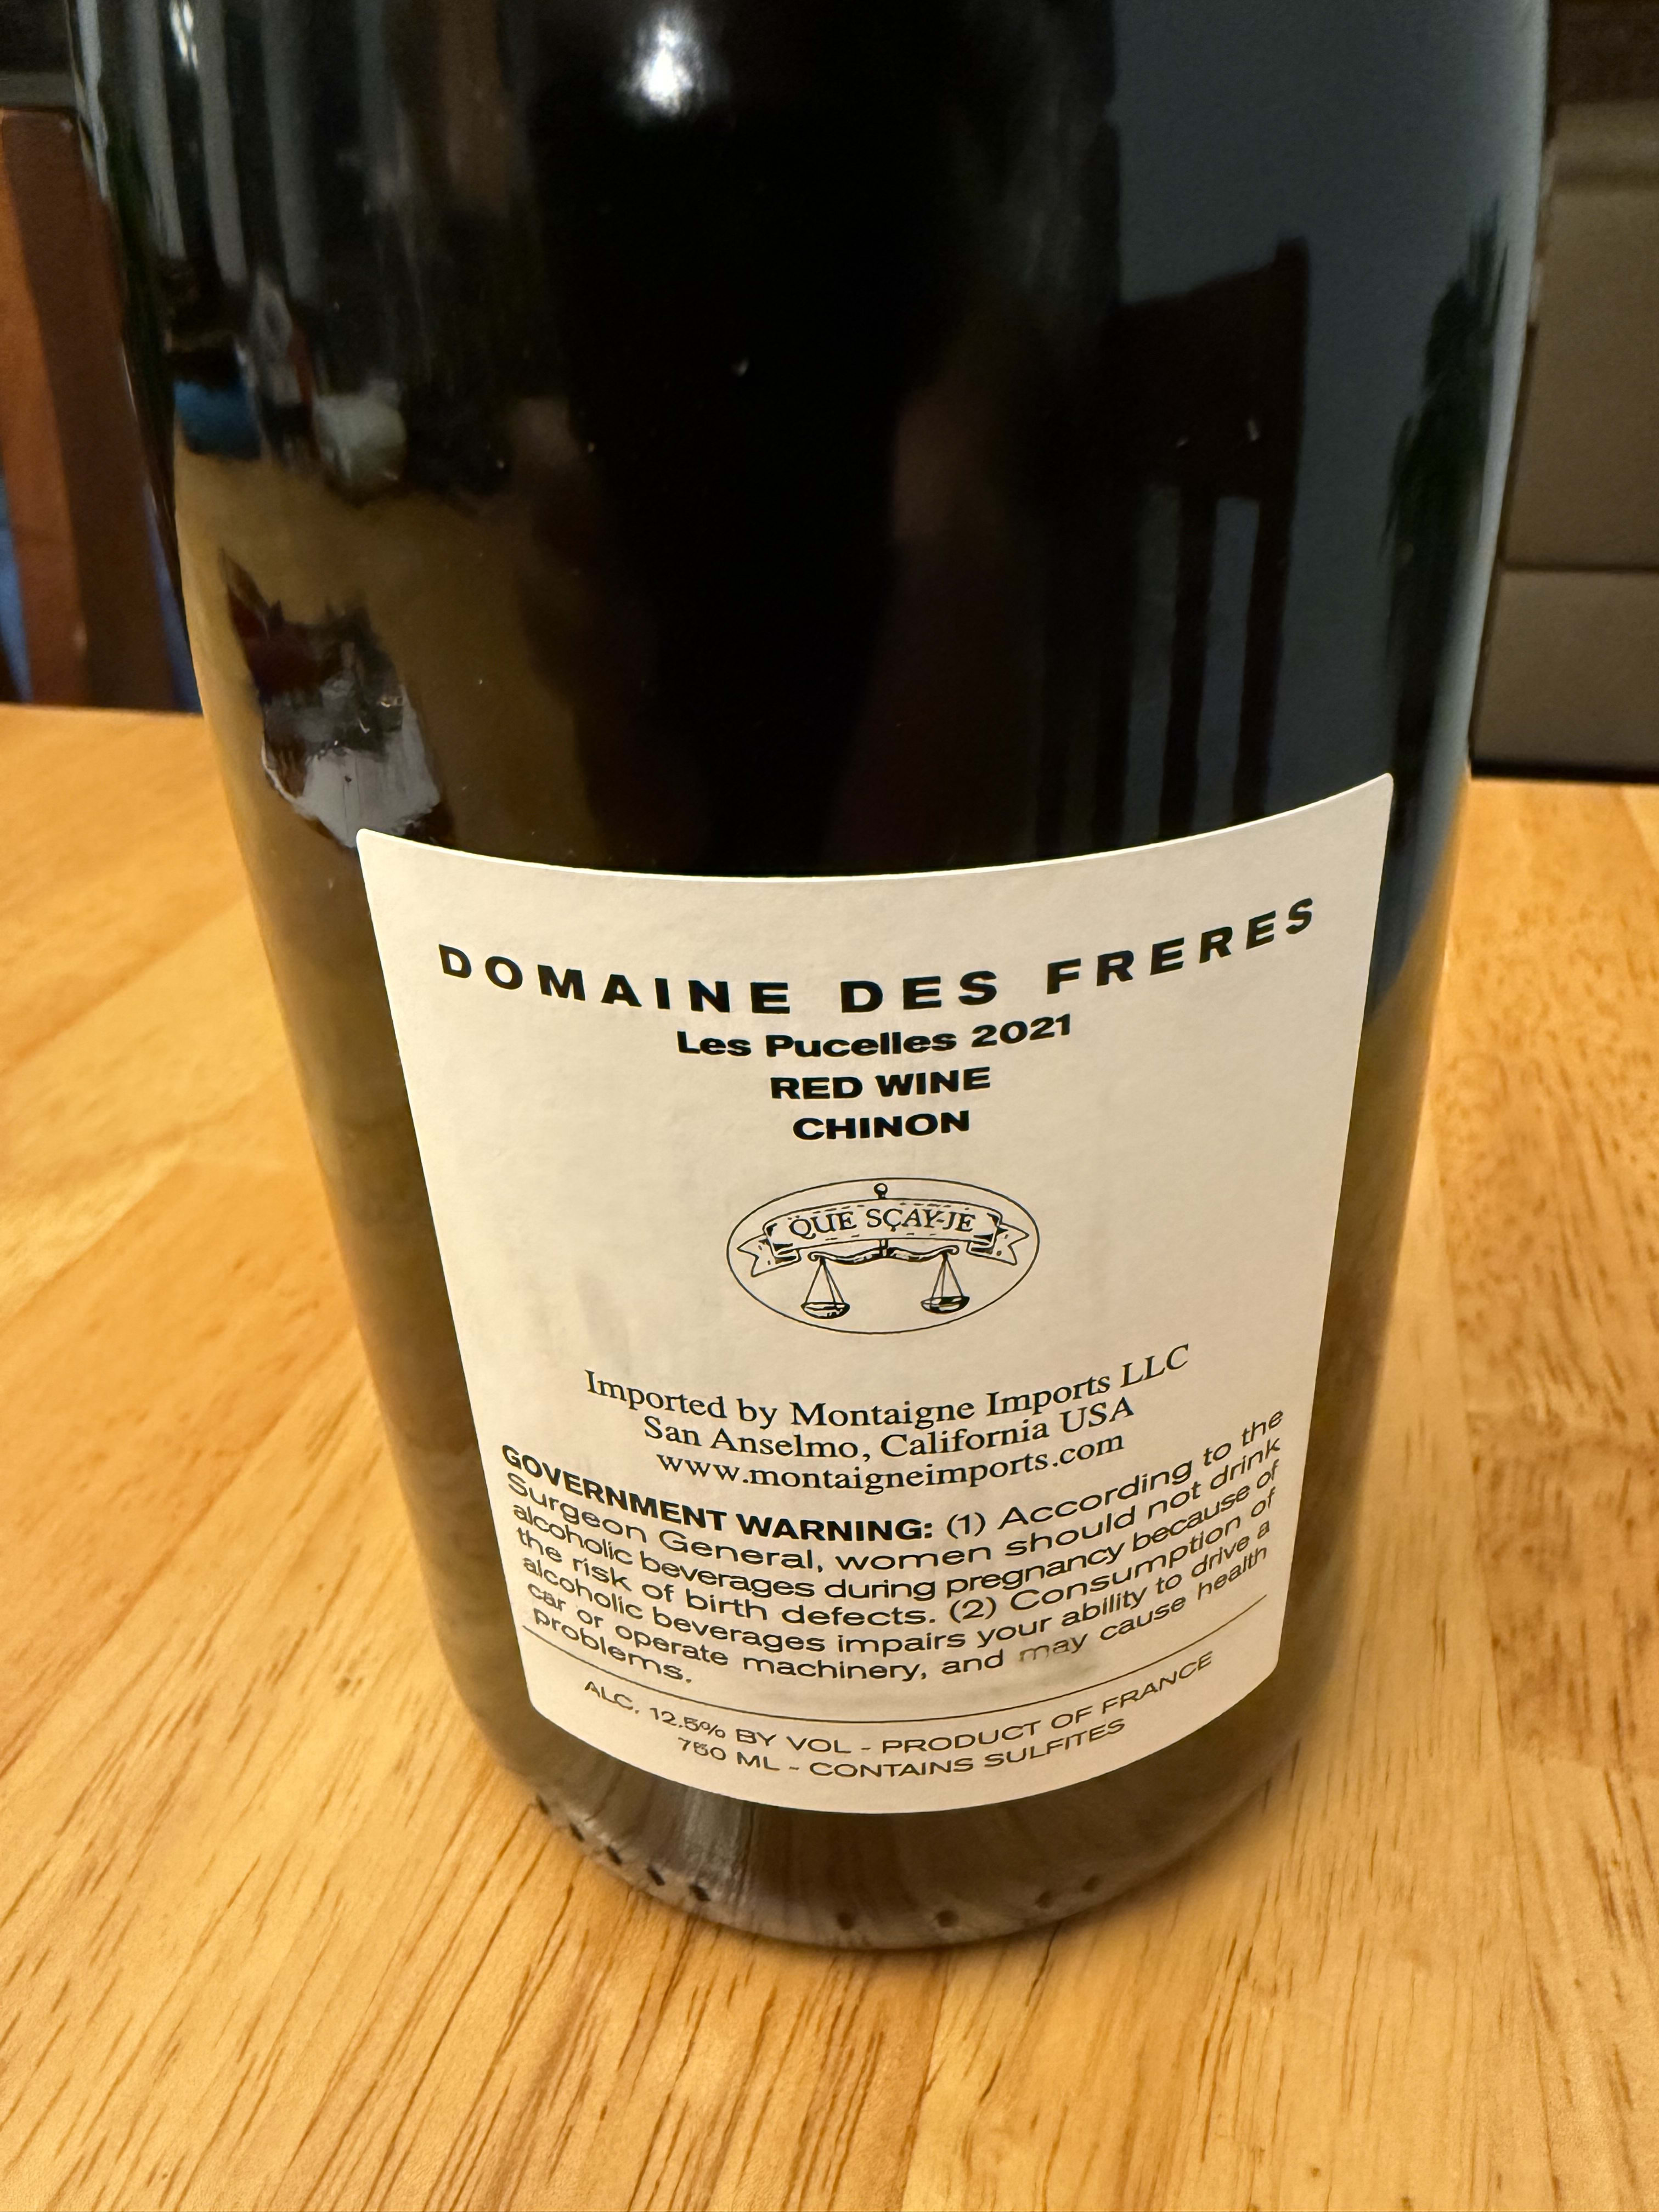 DOMAINE DES FRERES
Les Pucelles 2021
RED WINE
CHINON
QUE SÇAY-JE
Imported by Montaigne Imports LLC
San Anselmo, California USA
www.montaigneimports.com
GOVERNMENT WARNING: (1) According to the
Surgeon General, women should not drink
alcoholic beverages during pregnancy because of
the risk of birth defects. (2) Consumption of
alcoholic beverages impairs your ability to drive a
car or operate machinery, and may cause health
problems.
ALC. 12.5% BY VOL - PRODUCT OF FRANCE
750 ML - CONTAINS SULFITES